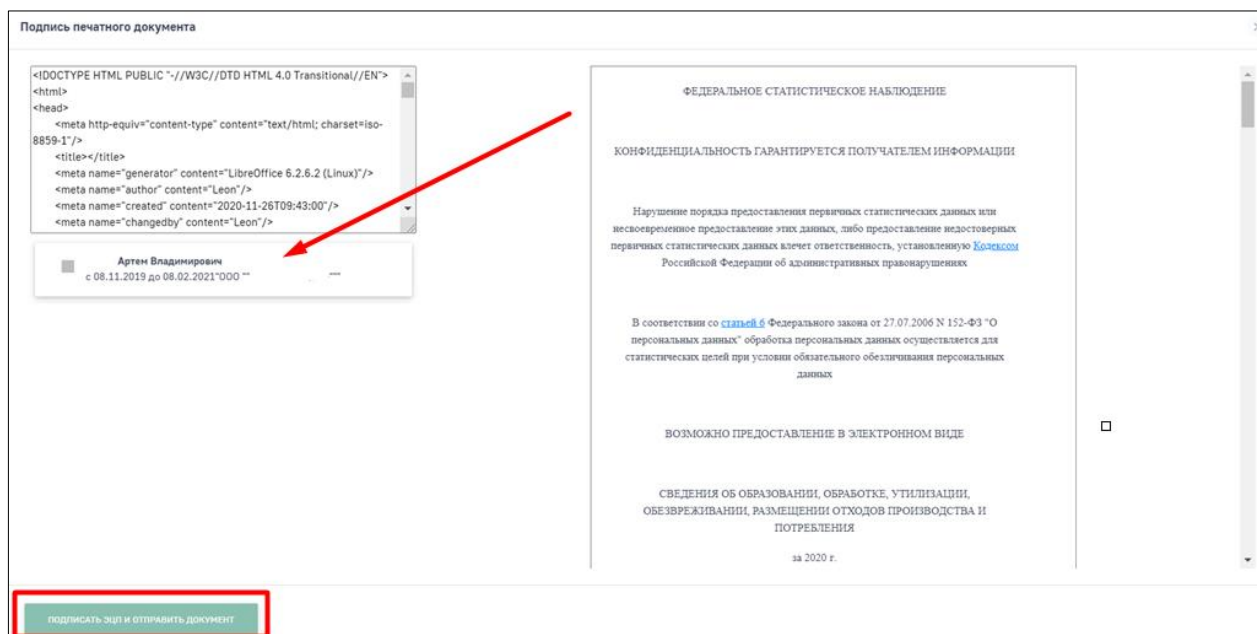 Подпись печатного документа
<!DOCTYPE HTML PUBLIC "-//W3C//DTD HTML 4.0 Transitional//EN">
<html>
<head>
<meta http-equiv="content-type" content="text/html; charset=iso-
8859-1"/>
<title></title>
<meta name="generator" content="LibreOffice 6.2.6.2 (Linux)"/>
<meta name="author" content="Leon"/>
<meta name="created" content="2020-11-26T09:43:00"/>
<meta name="changedby" content="Leon"/>
Артем Владимирович
с 08.11.2019 до 08.02.2021"ООО ""
ФЕДЕРАЛЬНОЕ СТАТИСТИЧЕСКОЕ НАБЛЮДЕНИЕ
КОНФИДЕНЦИАЛЬНОСТЬ ГАРАНТИРУЕТСЯ ПОЛУЧАТЕЛЕМ ИНФОРМАЦИИ
Нарушение порядка предоставления первичных статистических данных или
несвоевременное предоставление этих данных, либо предоставление недостоверных
первичных статистических данных влечет ответственность, установленную Кодексом
Российской Федерации об административных правонарушениях
В соответствии со статьей 6 Федерального закона от 27.07.2006 N 152-ФЗ "О
персональных данных" обработка персональных данных осуществляется для
статистических целей при условии обязательного обезличивания персональных
данных
ВОЗМОЖНО ПРЕДОСТАВЛЕНИЕ В ЭЛЕКТРОННОМ ВИДЕ
СВЕДЕНИЯ ОБ ОБРАЗОВАНИИ, ОБРАБОТКЕ, УТИЛИЗАЦИИ,
ОБЕЗВРЕЖИВАНИИ, РАЗМЕЩЕНИИ ОТХОДОВ ПРОИЗВОДСТВА И
ПОТРЕБЛЕНИЯ
за 2020 г.
ПОДПИСАТЬ ЭЦП И ОТПРАВИТЬ ДОКУМЕНТ